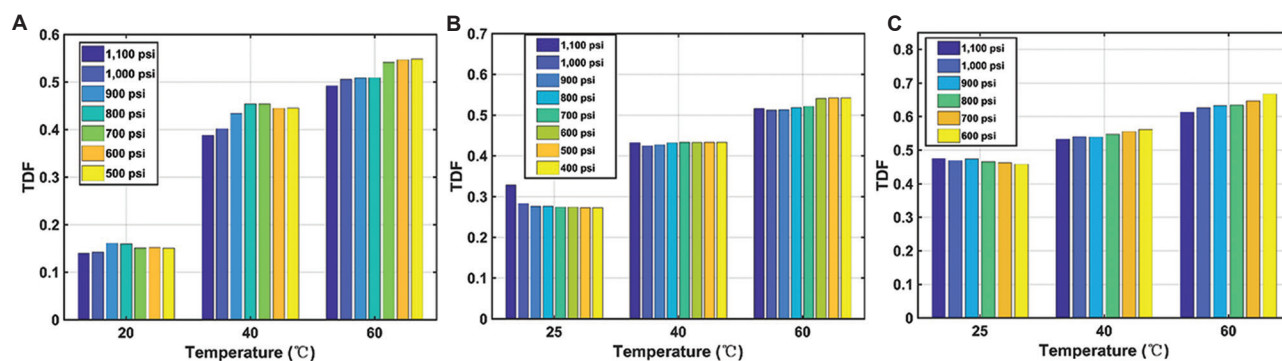 A
0.6
0.5
0.4
0.3
0.2
0.1
0
TDF
1,100 psi
1,000 psi
900 psi
800 psi
700 psi
600 psi
500 psi
20 40 60
Temperature (℃)
B
0.7
0.6
0.5
0.4
0.3
0.2
0.1
0
TDF
1,100 psi
1,000 psi
900 psi
800 psi
700 psi
600 psi
500 psi
400 psi
25 40 60
Temperature (℃)
C
0.8
0.7
0.6
0.5
0.4
0.3
0.2
0.1
0
TDF
1,100 psi
1,000 psi
900 psi
800 psi
700 psi
600 psi
25 40 60
Temperature (℃)